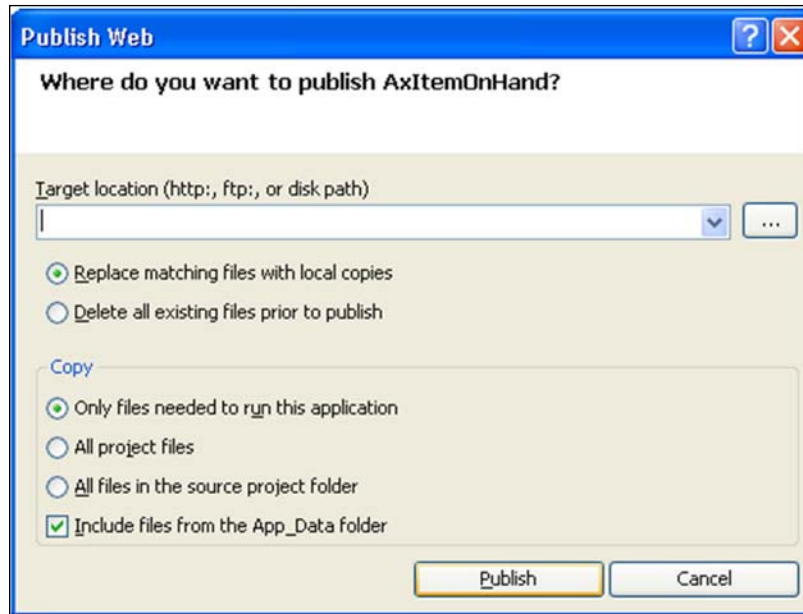 Publish Web
Where do you want to publish AxItemOnHand?
Target location (http:, ftp:, or disk path)
...
Replace matching files with local copies
Delete all existing files prior to publish
Copy
Only files needed to run this application
All project files
All files in the source project folder
Include files from the App_Data folder
Publish Cancel